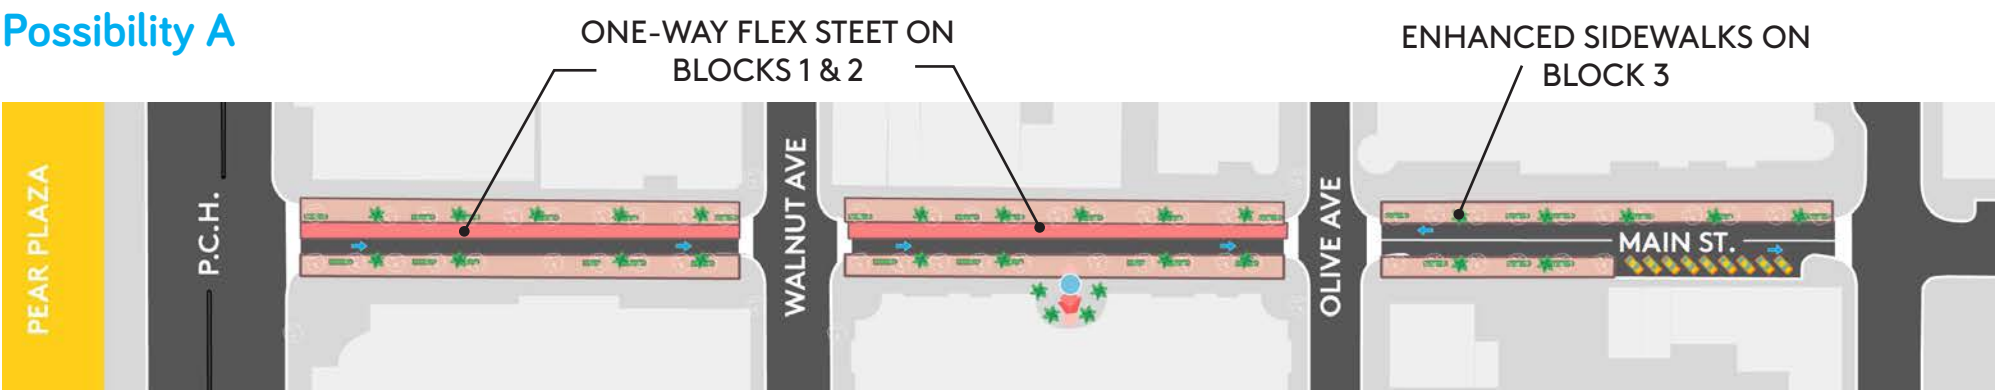 Possibility A
ONE-WAY FLEX STEET ON
BLOCKS 1 & 2
ENHANCED SIDEWALKS ON
BLOCK 3
PEAR PLAZA
P.C.H.
WALNUT AVE
OLIVE AVE
MAIN ST.